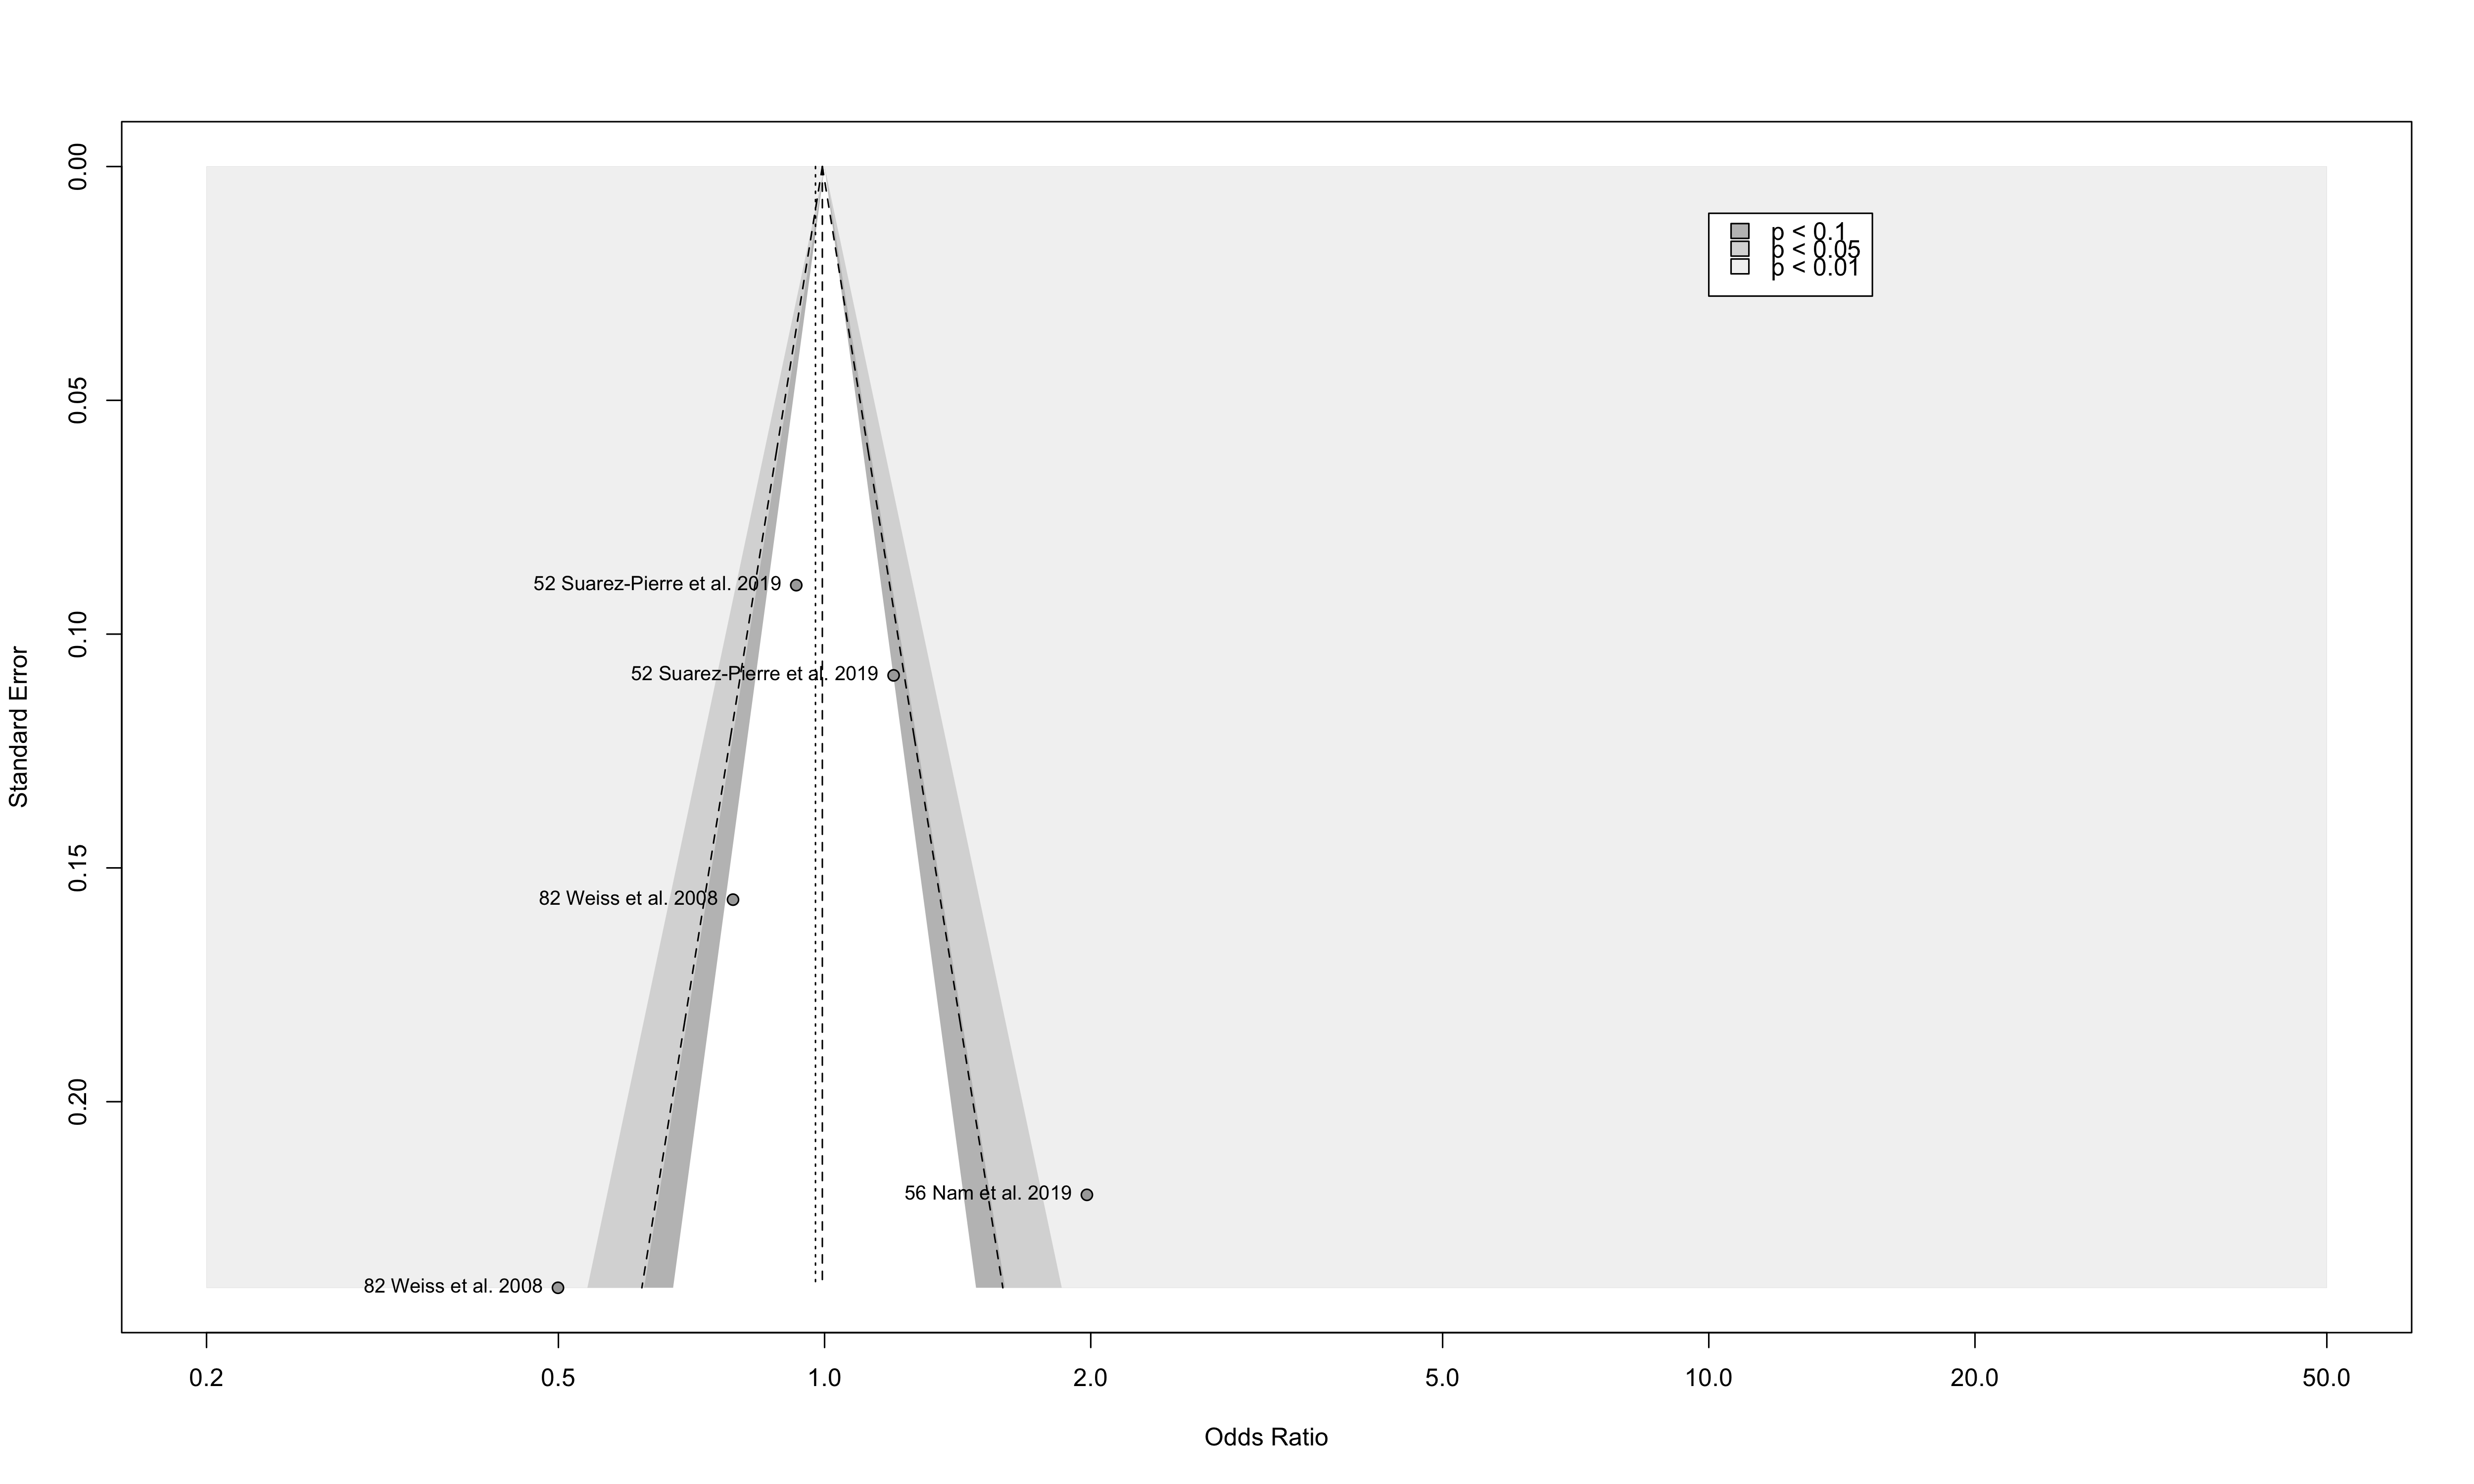 0.00
0.05
0.10
0.15
0.20
Standard Error
p < 0.1
p < 0.05
p < 0.01
52 Suarez-Pierre et al. 2019
52 Suarez-Pierre et al. 2019
82 Weiss et al. 2008
56 Nam et al. 2019
82 Weiss et al. 2008
0.2 0.5 1.0 2.0 5.0 10.0 20.0 50.0
Odds Ratio